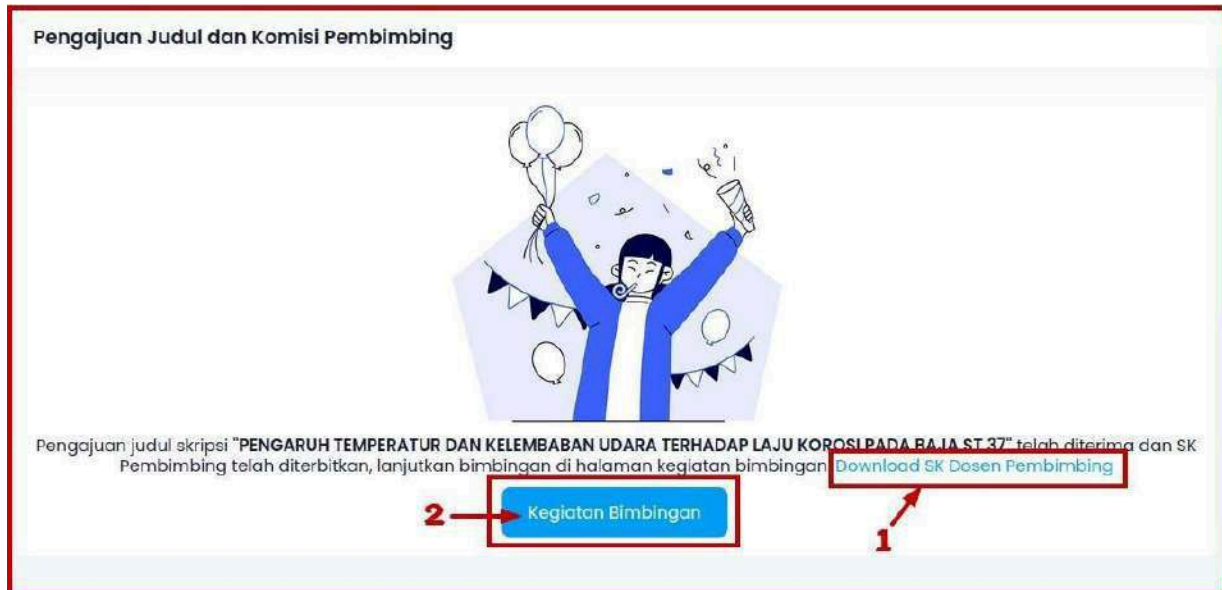 Pengajuan Judul dan Komisi Pembimbing
Pengajuan judul skripsi "PENGARUH TEMPERATUR DAN KELEMBABAN UDARA TERHADAP LAJU KOROSI PADA BAJA ST 37" telah diterima dan SK
Pembimbing telah diterbitkan, lanjutkan bimbingan di halaman kegiatan bimbingan Download SK Dosen Pembimbing
2
Kegiatan Bimbingan
1